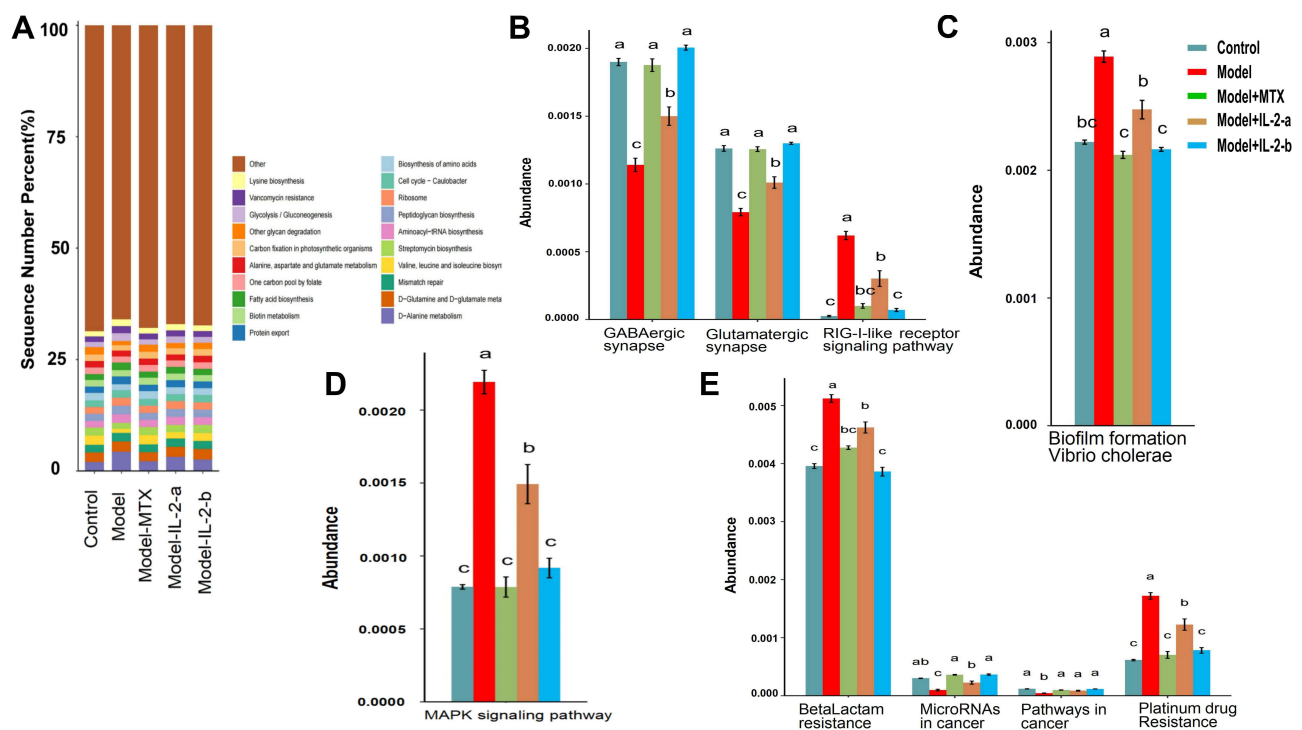 A
Sequence Number Percent(%)
100
75
50
25
0
Control
Model
Model-MTX
Model-IL-2-a
Model-IL-2-b
Other
Lysine biosynthesis
Vancomycin resistance
Glycolysis / Gluconeogenesis
Other glycan degradation
Carbon fixation in photosynthetic organisms
Alanine, aspartate and glutamate metabolism
One carbon pool by folate
Fatty acid biosynthesis
Biotin metabolism
Protein export
Biosynthesis of amino acids
Cell cycle − Caulobacter
Ribosome
Peptidoglycan biosynthesis
Aminoacyl−tRNA biosynthesis
Streptomycin biosynthesis
Valine, leucine and isoleucine biosyn
Mismatch repair
D−Glutamine and D−glutamate meta
D−Alanine metabolism
B
Abundance
0.0020
0.0015
0.0010
0.0005
0.0000
a c a b a
a c a b a
c a bc b c
GABAergic
synapse
Glutamatergic
synapse
RIG-I-like receptor
signaling pathway
C
Abundance
0.003
0.002
0.001
0.000
bc a c b c
Biofilm formation
Vibrio cholerae
Control
Model
Model+MTX
Model+IL-2-a
Model+IL-2-b
D
Abundance
0.0020
0.0015
0.0010
0.0005
0.0000
c a c b c
MAPK signaling pathway
E
Abundance
0.005
0.004
0.003
0.002
0.001
0.000
c a bc b c
ab c a b a
a b a a a
c a c b c
BetaLactam
resistance
MicroRNAs
in cancer
Pathways in
cancer
Platinum drug
Resistance